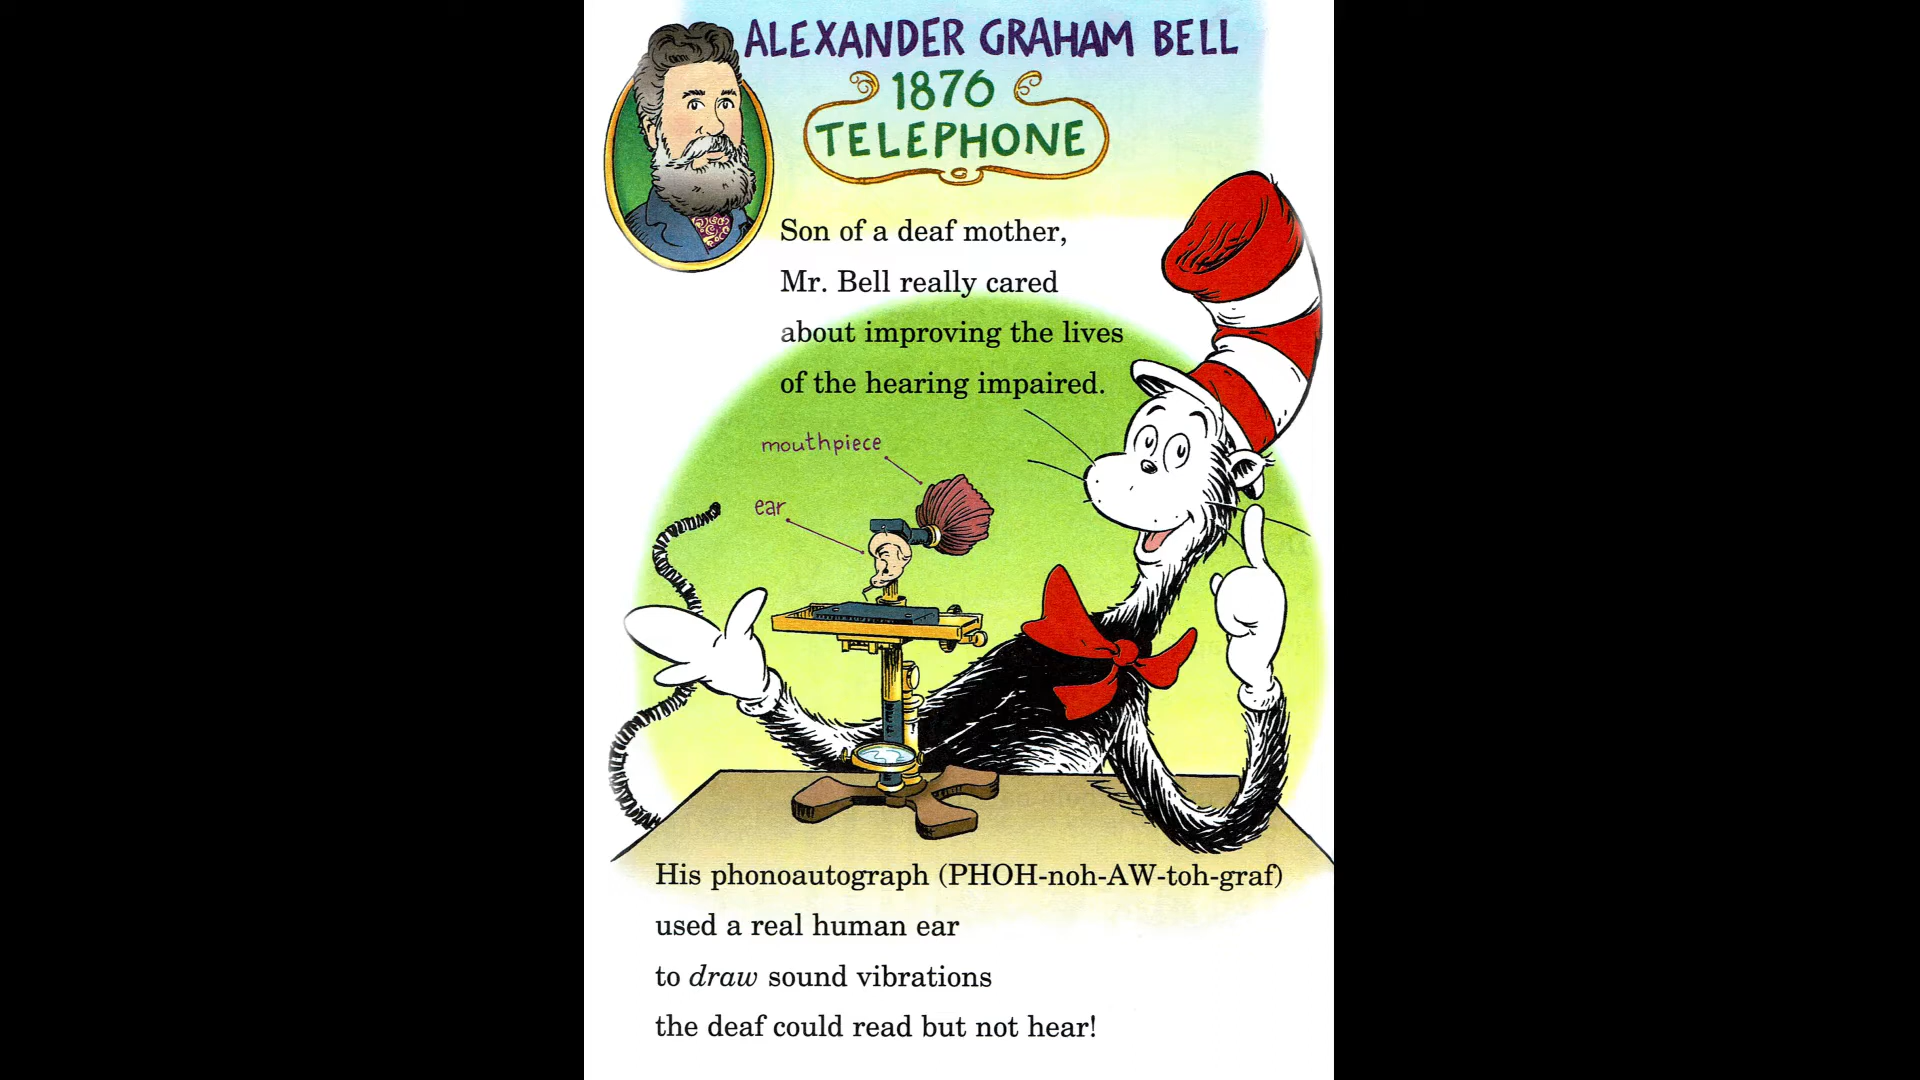 ALEXANDER GRAHAM BELL
1876
TELEPHONE
Son of a deaf mother,
Mr. Bell really cared
about improving the lives
of the hearing impaired.
mouthpiece
ear
His phonoautograph (PHOH-noh-AW-toh-graf)
used a real human ear
to draw sound vibrations
the deaf could read but not hear!